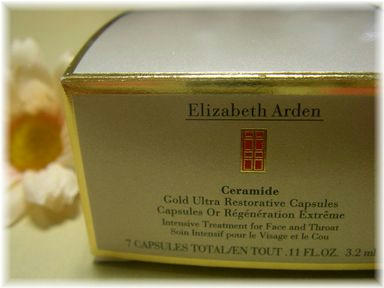 Elizabeth Arden
Ceramide
Gold Ultra Restorative Capsules
Capsules Or Régénération Extrême
Intensive Treatment for Face and Throat
Soin Intensif pour le Visage et le Cou
7 CAPSULES TOTAL/EN TOUT .11 FL.OZ. 3.2 ml